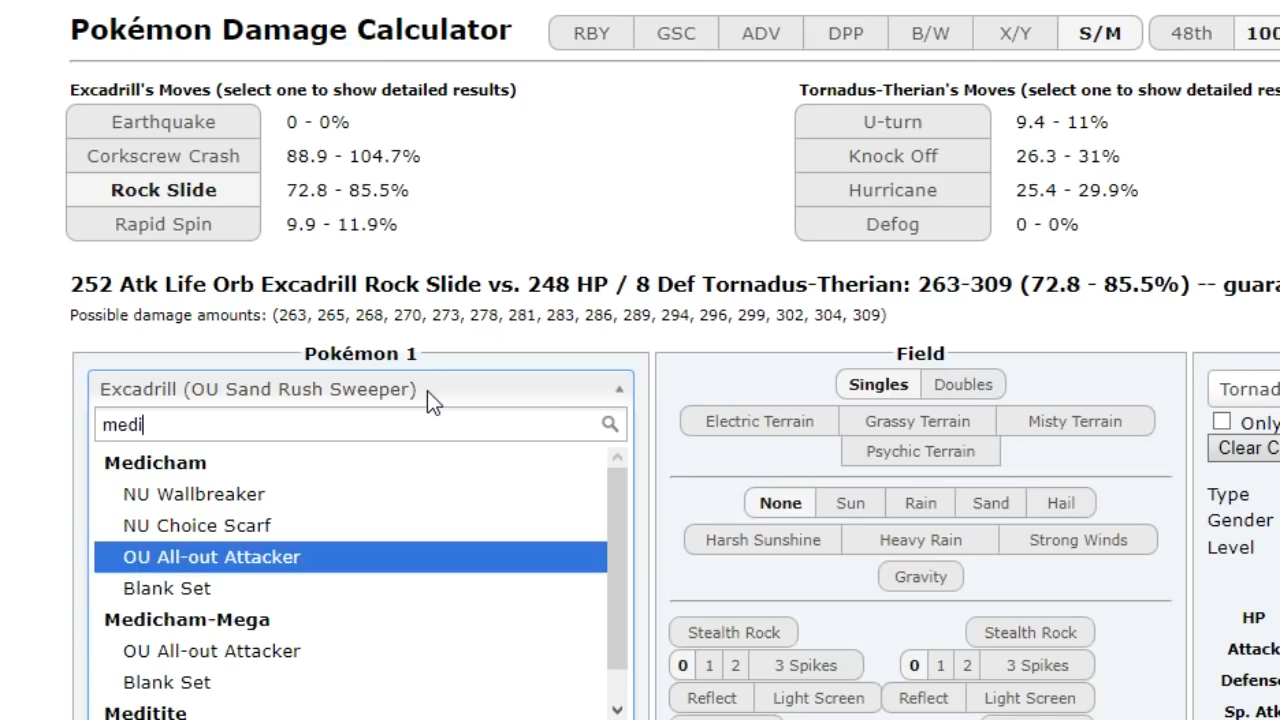 Pokémon Damage Calculator
RBY GSC ADV DPP B/W X/Y S/M 48th 100
Excadrill's Moves (select one to show detailed results)
Earthquake 0 - 0%
Corkscrew Crash 88.9 - 104.7%
Rock Slide 72.8 - 85.5%
Rapid Spin 9.9 - 11.9%
Tornadus-Therian's Moves (select one to show detailed res
U-turn 9.4 - 11%
Knock Off 26.3 - 31%
Hurricane 25.4 - 29.9%
Defog 0 - 0%
252 Atk Life Orb Excadrill Rock Slide vs. 248 HP / 8 Def Tornadus-Therian: 263-309 (72.8 - 85.5%) -- guara
Possible damage amounts: (263, 265, 268, 270, 273, 278, 281, 283, 286, 289, 294, 296, 299, 302, 304, 309)
Pokémon 1
Excadrill (OU Sand Rush Sweeper)
medi
Medicham
NU Wallbreaker
NU Choice Scarf
OU All-out Attacker
Blank Set
Medicham-Mega
OU All-out Attacker
Blank Set
Meditite
Field
Singles Doubles
Electric Terrain Grassy Terrain Misty Terrain
Psychic Terrain
None Sun Rain Sand Hail
Harsh Sunshine Heavy Rain Strong Winds
Gravity
Stealth Rock Stealth Rock
0 1 2 3 Spikes 0 1 2 3 Spikes
Reflect Light Screen Reflect Light Screen
Tornad
Only
Clear C
Type
Gender
Level
HP
Attack
Defense
Sp. Atk